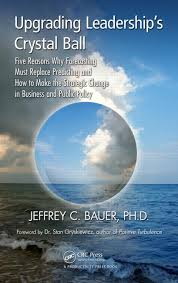 Upgrading Leadership's
Crystal Ball
Five Reasons Why Forecasting
Must Replace Predicting and
How to Make the Strategic Change
in Business and Public Policy
JEFFREY C. BAUER, PH.D.
Foreword by Dr. Stan Gryskiewicz, author of Positive Turbulence
CRC Press
A PRODUCTIVITY PRESS BOOK